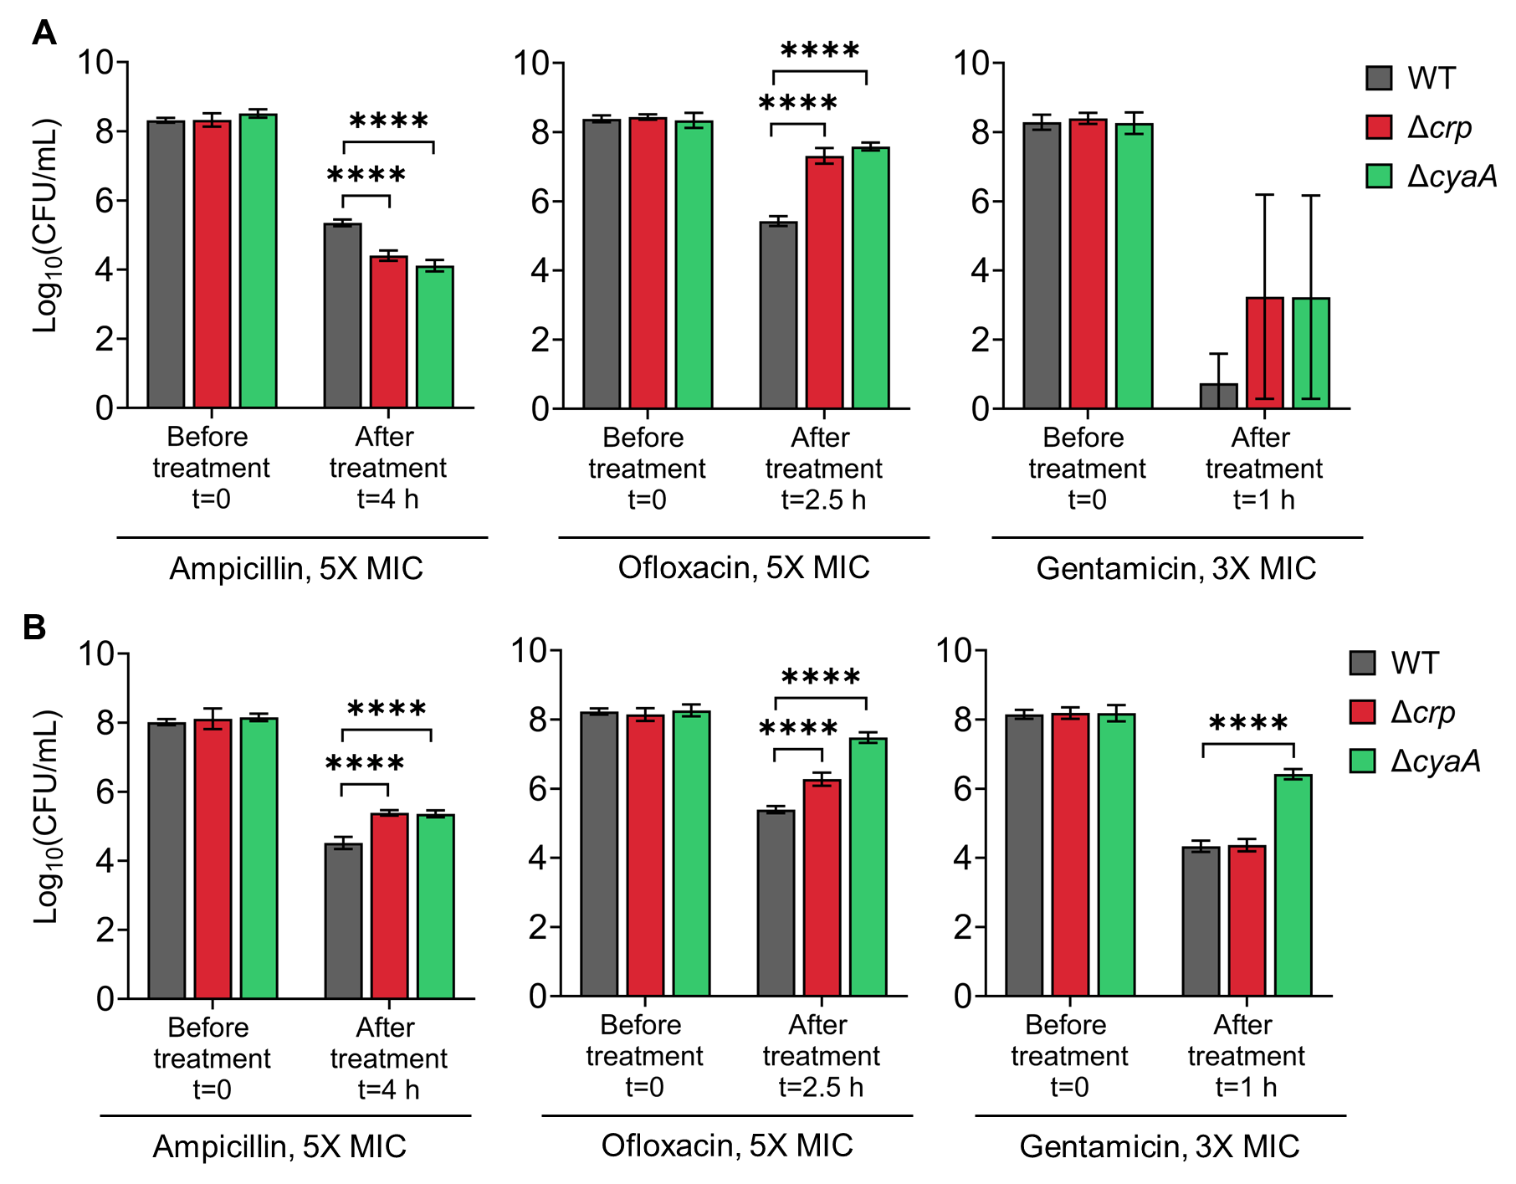 A
Log10(CFU/mL)
10
8
6
4
2
0
****
****
Before
treatment
t=0
After
treatment
t=4 h
Ampicillin, 5X MIC
10
8
6
4
2
0
****
****
Before
treatment
t=0
After
treatment
t=2.5 h
Ofloxacin, 5X MIC
10
8
6
4
2
0
Before
treatment
t=0
After
treatment
t=1 h
Gentamicin, 3X MIC
WT
Δcrp
ΔcyaA
B
Log10(CFU/mL)
10
8
6
4
2
0
****
****
Before
treatment
t=0
After
treatment
t=4 h
Ampicillin, 5X MIC
10
8
6
4
2
0
****
****
Before
treatment
t=0
After
treatment
t=2.5 h
Ofloxacin, 5X MIC
10
8
6
4
2
0
****
Before
treatment
t=0
After
treatment
t=1 h
Gentamicin, 3X MIC
WT
Δcrp
ΔcyaA